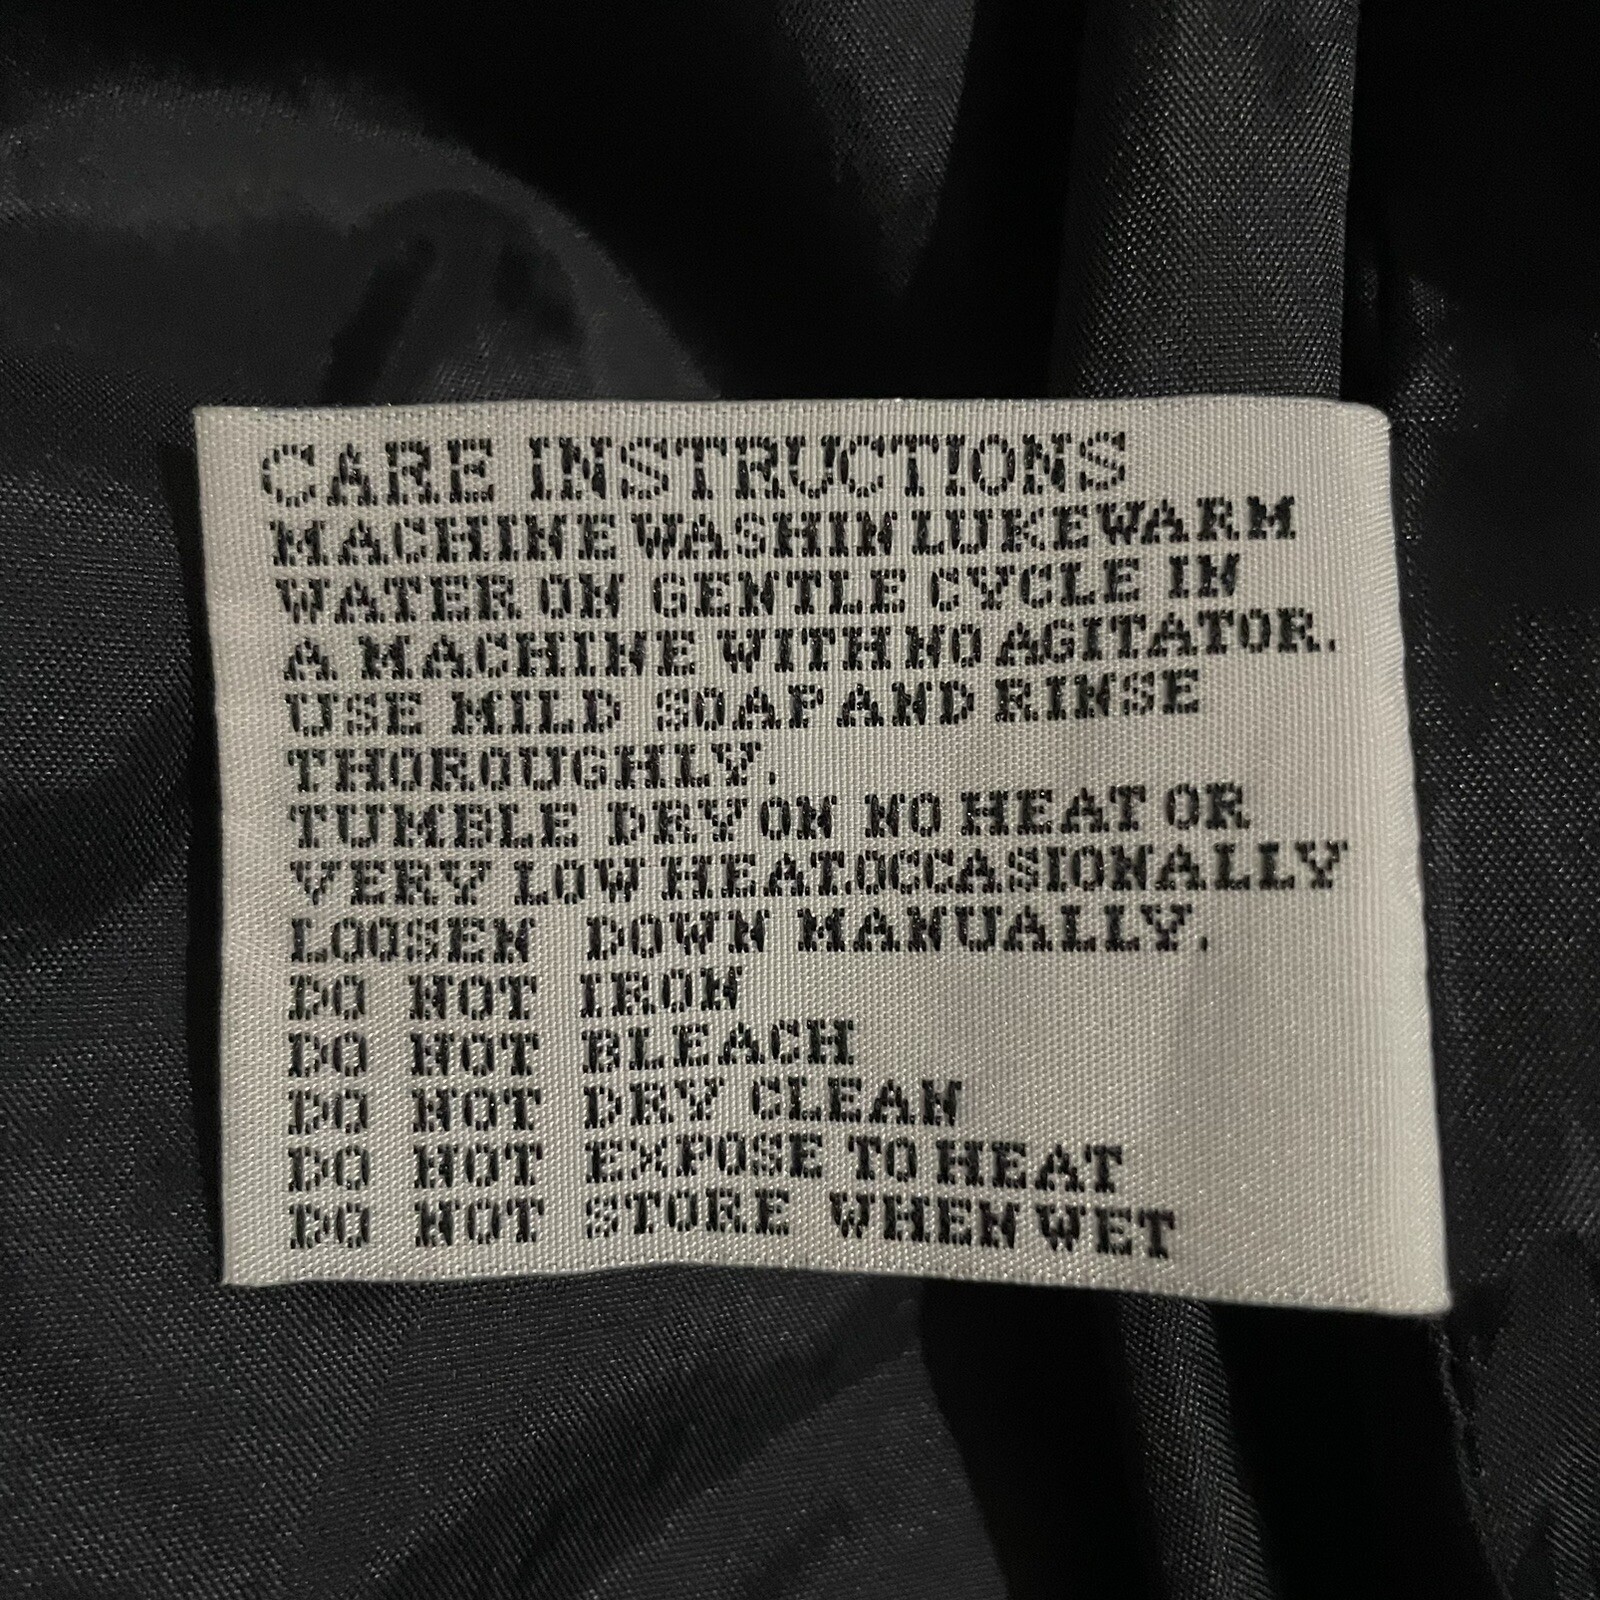 CARE INSTRUCTIONS
MACHINE WASH IN LUKEWARM
WATER ON GENTLE CYCLE IN
A MACHINE WITH NO AGITATOR.
USE MILD SOAP AND RINSE
THOROUGHLY.
TUMBLE DRY ON NO HEAT OR
VERY LOW HEAT.OCCASIONALLY
LOOSEN DOWN MANUALLY.
DO NOT IRON
DO NOT BLEACH
DO NOT DRY CLEAN
DO NOT EXPOSE TO HEAT
DO NOT STORE WHEN WET